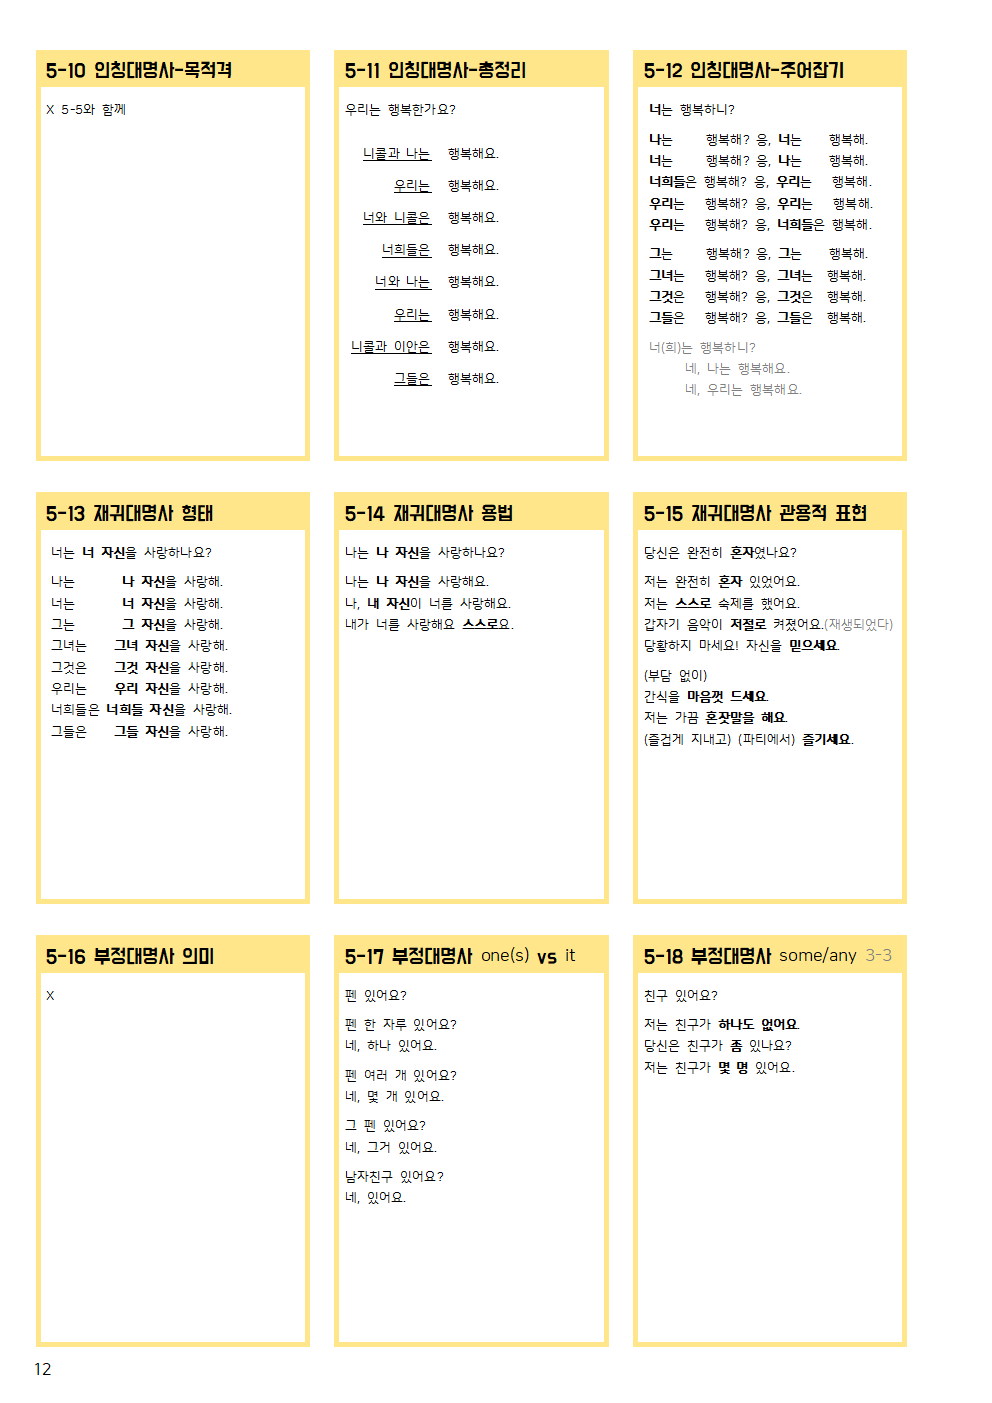 5-10 인칭대명사-목적격
X 5-5와 함께
5-11 인칭대명사-총정리
우리는 행복한가요?
니콜과 나는 행복해요.
우리는 행복해요.
너와 니콜은 행복해요.
너희들은 행복해요.
너와 나는 행복해요.
우리는 행복해요.
니콜과 이안은 행복해요.
그들은 행복해요.
5-12 인칭대명사-주어잡기
너는 행복하니?
나는 행복해? 응, 너는 행복해.
너는 행복해? 응, 나는 행복해.
너희들은 행복해? 응, 우리는 행복해.
우리는 행복해? 응, 우리는 행복해.
우리는 행복해? 응, 너희들은 행복해.
그는 행복해? 응, 그는 행복해.
그녀는 행복해? 응, 그녀는 행복해.
그것은 행복해? 응, 그것은 행복해.
그들은 행복해? 응, 그들은 행복해.
너(희)는 행복하니?
네, 나는 행복해요.
네, 우리는 행복해요.
5-13 재귀대명사 형태
너는 너 자신을 사랑하나요?
나는 나 자신을 사랑해.
너는 너 자신을 사랑해.
그는 그 자신을 사랑해.
그녀는 그녀 자신을 사랑해.
그것은 그것 자신을 사랑해.
우리는 우리 자신을 사랑해.
너희들은 너희들 자신을 사랑해.
그들은 그들 자신을 사랑해.
5-14 재귀대명사 용법
나는 나 자신을 사랑하나요?
나는 나 자신을 사랑해요.
나, 내 자신이 너를 사랑해요.
내가 너를 사랑해요 스스로요.
5-15 재귀대명사 관용적 표현
당신은 완전히 혼자였나요?
저는 완전히 혼자 있었어요.
저는 스스로 숙제를 했어요.
갑자기 음악이 저절로 켜졌어요.(재생되었다)
당황하지 마세요! 자신을 믿으세요.
(부담 없이)
간식을 마음껏 드세요.
저는 가끔 혼잣말을 해요.
(즐겁게 지내고) (파티에서) 즐기세요.
5-16 부정대명사 의미
X
5-17 부정대명사 one(s) vs it
펜 있어요?
펜 한 자루 있어요?
네, 하나 있어요.
펜 여러 개 있어요?
네, 몇 개 있어요.
그 펜 있어요?
네, 그거 있어요.
남자친구 있어요?
네, 있어요.
5-18 부정대명사 some/any 3-3
친구 있어요?
저는 친구가 하나도 없어요.
당신은 친구가 좀 있나요?
저는 친구가 몇 명 있어요.
12